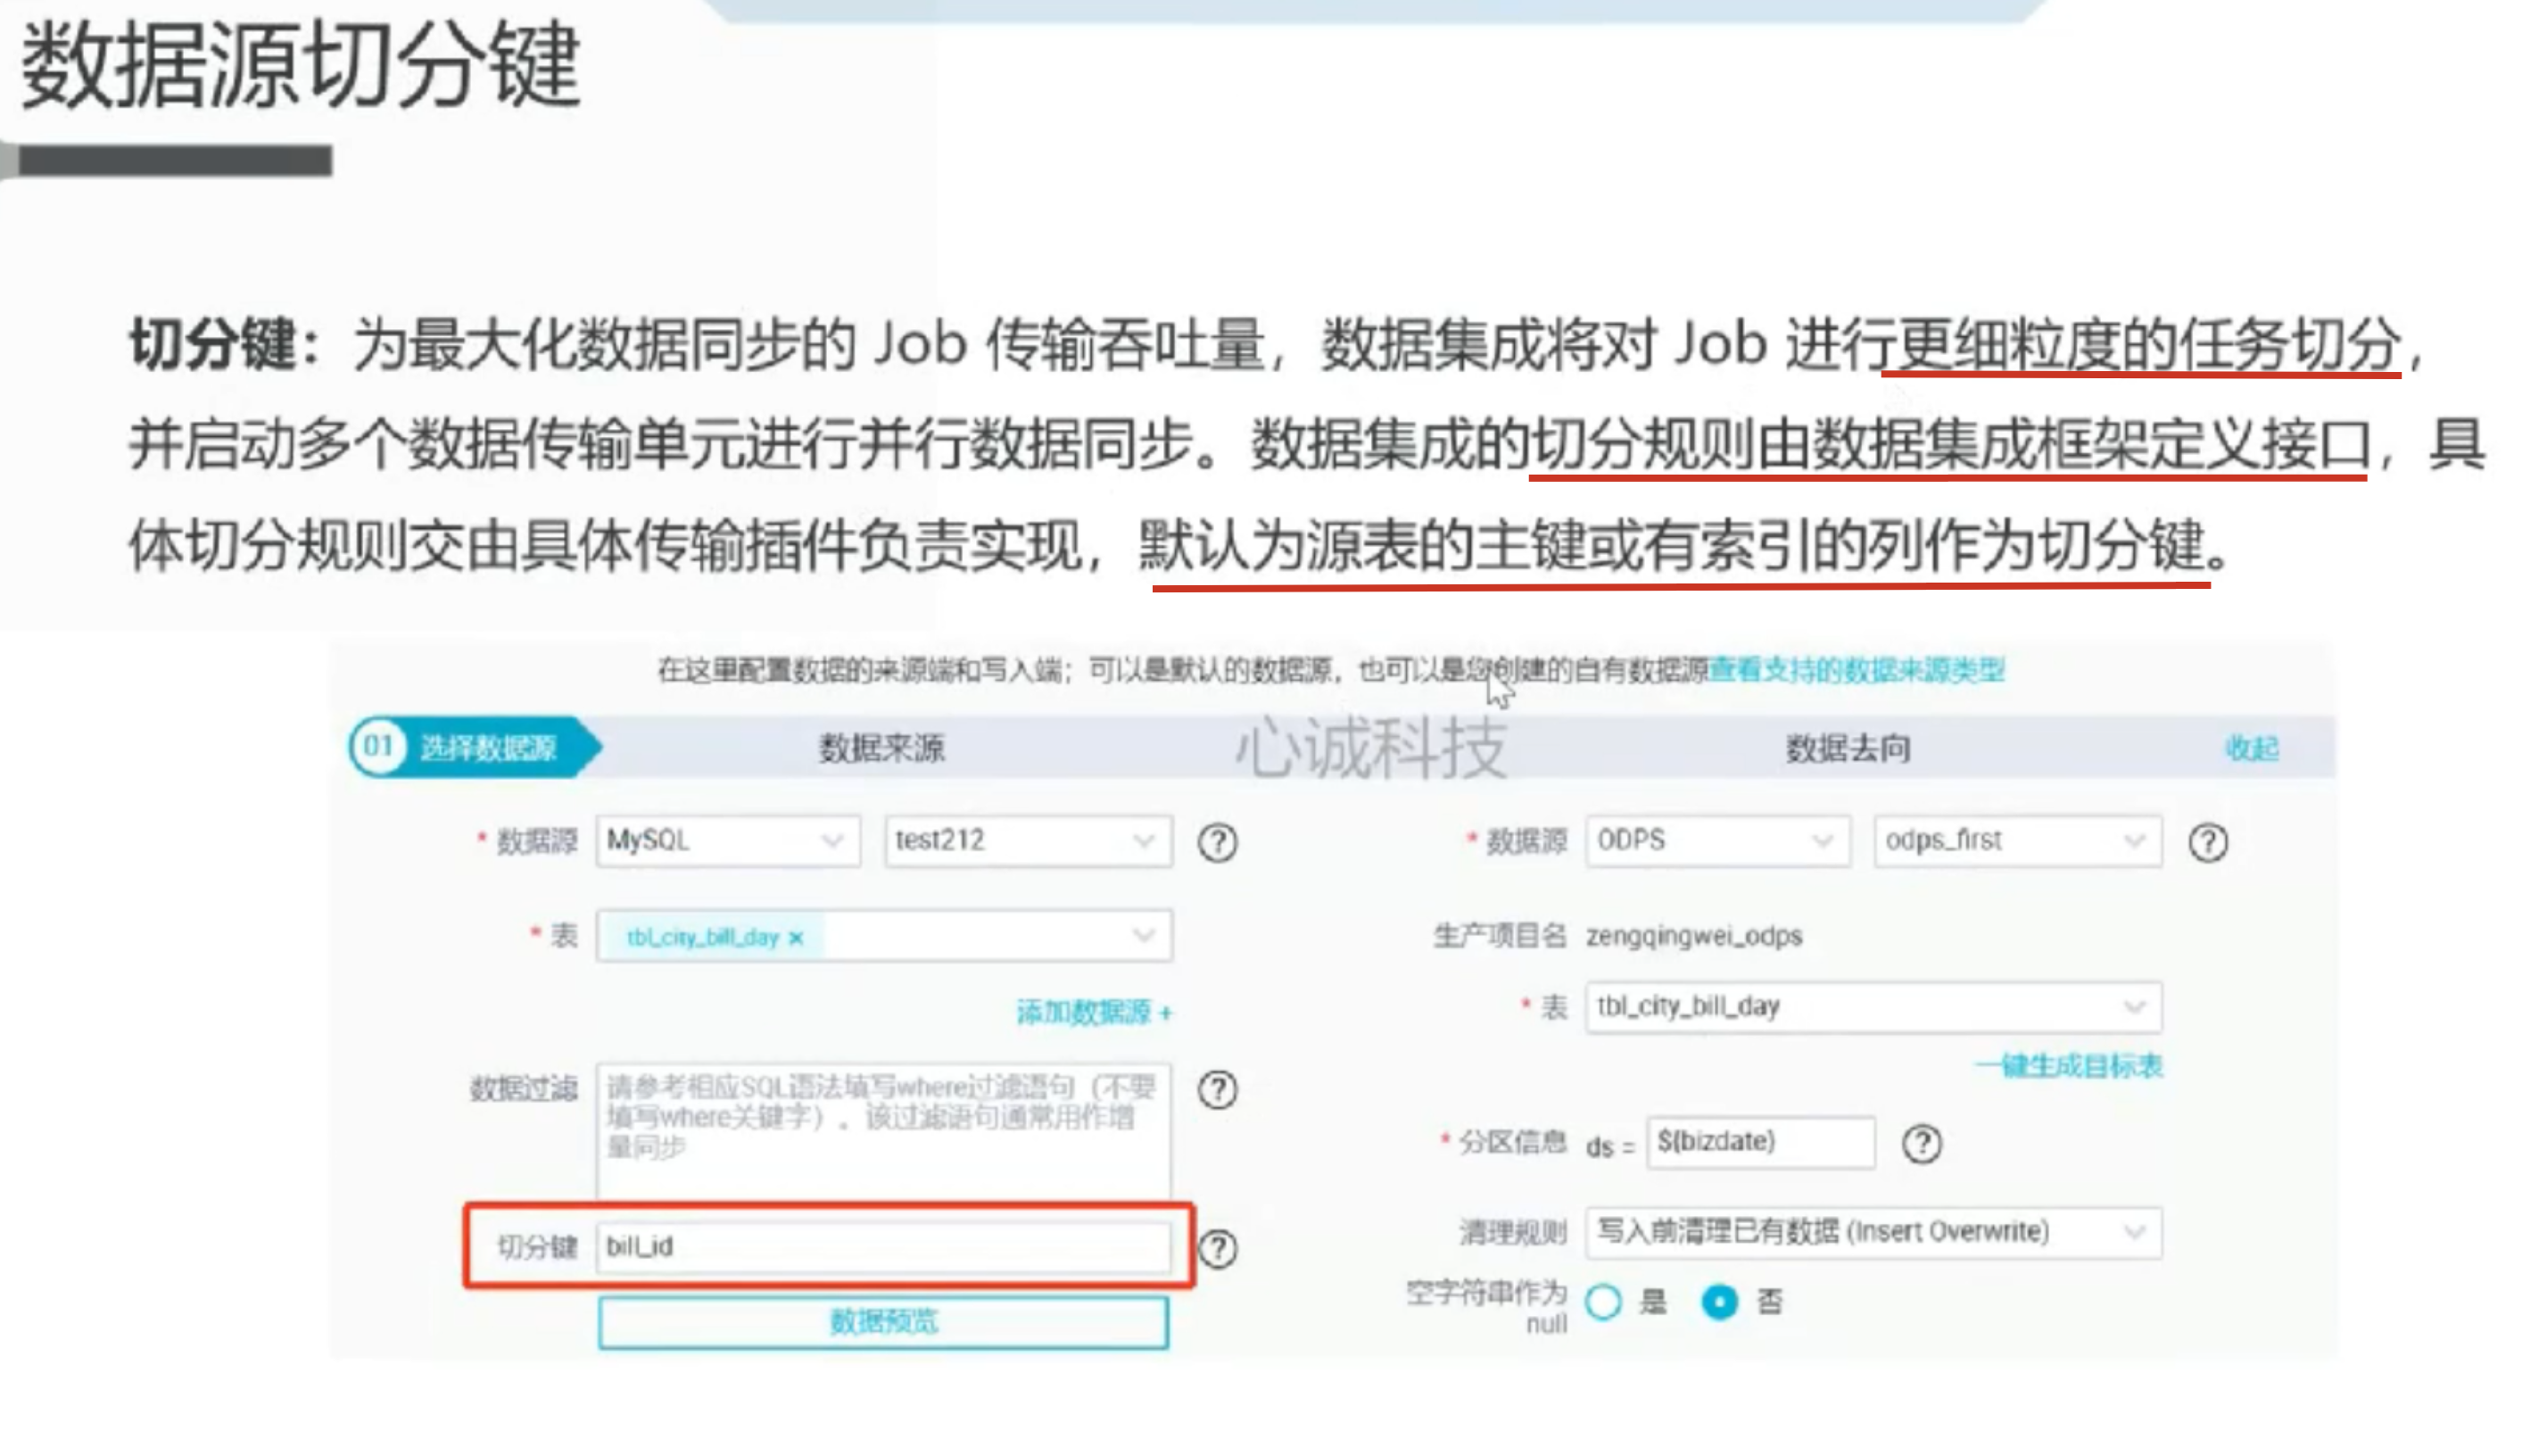 数据源切分键
切分键：为最大化数据同步的 Job 传输吞吐量，数据集成将对 Job 进行更细粒度的任务切分，
并启动多个数据传输单元进行并行数据同步。数据集成的切分规则由数据集成框架定义接口，具
体切分规则交由具体传输插件负责实现，默认为源表的主键或有索引的列作为切分键。
在这里配置数据的来源端和写入端；可以是默认的数据源，也可以是您创建的自有数据源查看支持的数据来源类型
01 选择数据源 数据来源 数据去向 收起
心诚科技
* 数据源 MySQL test212 ? * 数据源 ODPS odps_first ?
* 表 tbl_city_bill_day × 生产项目名 zengqingwei_odps
添加数据源 + * 表 tbl_city_bill_day
一键生成目标表
数据过滤 请参考相应SQL语法填写where过滤语句（不要
填写where关键字）。该过滤语句通常用作增
量同步
?
* 分区信息 ds = ${bizdate} ?
切分键 bill_id ? 清理规则 写入前清理已有数据 (Insert Overwrite)
数据预览
空字符串作为
null
是 否